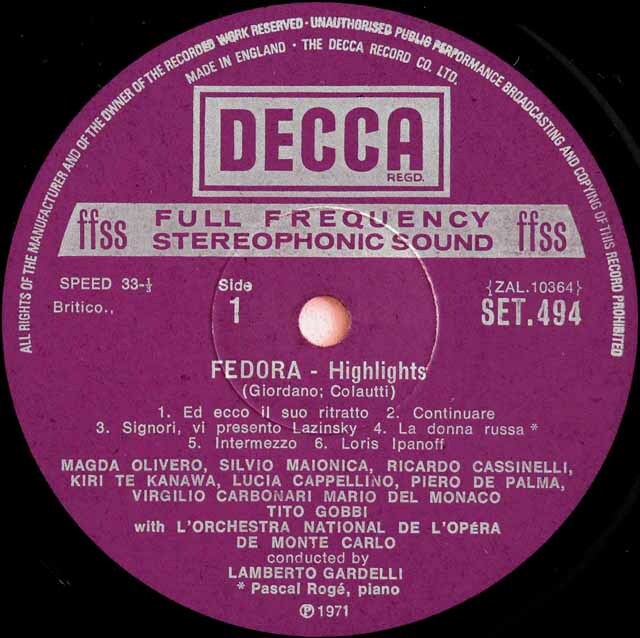 ALL RIGHTS OF THE MANUFACTURER AND OF THE OWNER OF THE RECORDED WORK RESERVED · UNAUTHORISED PUBLIC PERFORMANCE BROADCASTING AND COPYING OF THIS RECORD PROHIBITED
MADE IN ENGLAND · THE DECCA RECORD CO. LTD.
DECCA
REGD.
ffss FULL FREQUENCY ffss
STEREOPHONIC SOUND
SPEED 33-⅓ Side {ZAL.10364}
Britico., 1 SET.494
FEDORA - Highlights
(Giordano; Colautti)
1. Ed ecco il suo ritratto 2. Continuare
3. Signori, vi presento Lazinsky 4. La donna russa *
5. Intermezzo 6. Loris Ipanoff
MAGDA OLIVERO, SILVIO MAIONICA, RICARDO CASSINELLI,
KIRI TE KANAWA, LUCIA CAPPELLINO, PIERO DE PALMA,
VIRGILIO CARBONARI MARIO DEL MONACO
TITO GOBBI
with L'ORCHESTRA NATIONAL DE L'OPÉRA
DE MONTE CARLO
conducted by
LAMBERTO GARDELLI
* Pascal Rogé, piano
℗ 1971